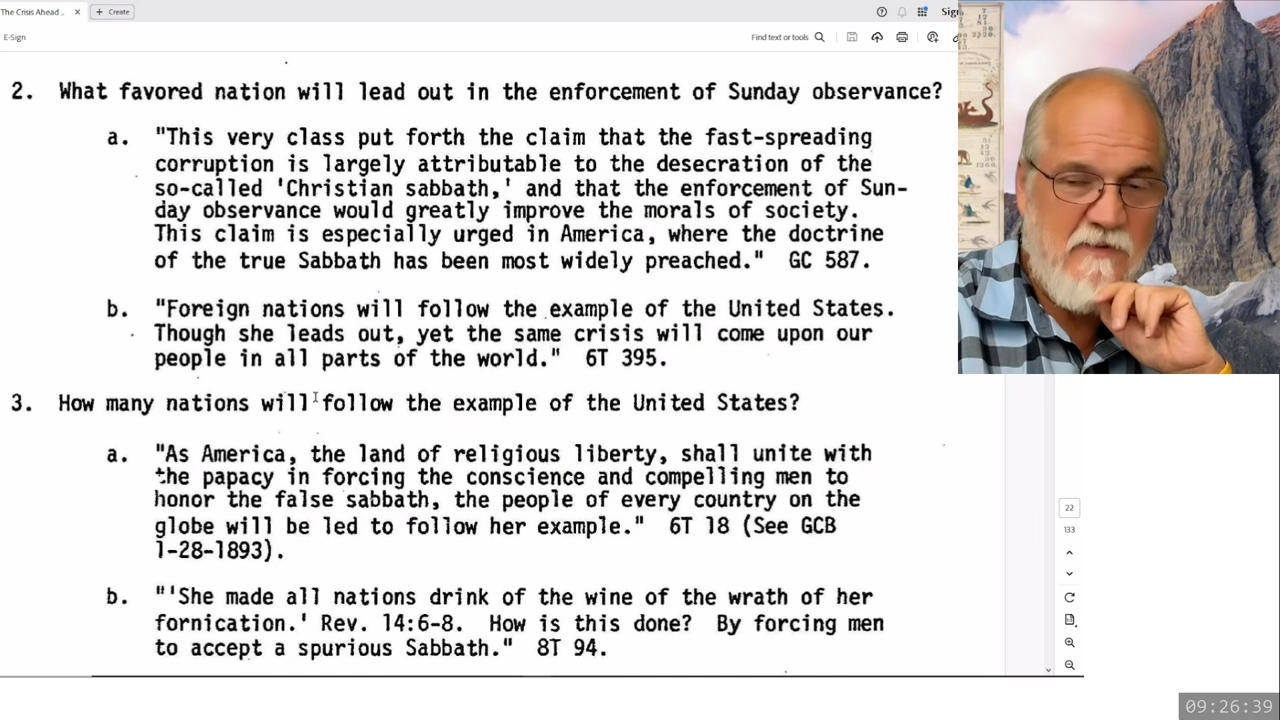 The Crisis Ahead ..
Create
Sign
E-Sign
Find text or tools
2. What favored nation will lead out in the enforcement of Sunday observance?
a. "This very class put forth the claim that the fast-spreading
corruption is largely attributable to the desecration of the
so-called 'Christian sabbath,' and that the enforcement of Sun-
day observance would greatly improve the morals of society.
This claim is especially urged in America, where the doctrine
of the true Sabbath has been most widely preached." GC 587.
b. "Foreign nations will follow the example of the United States.
Though she leads out, yet the same crisis will come upon our
people in all parts of the world." 6T 395.
3. How many nations will follow the example of the United States?
a. "As America, the land of religious liberty, shall unite with
the papacy in forcing the conscience and compelling men to
honor the false sabbath, the people of every country on the
globe will be led to follow her example." 6T 18 (See GCB
1-28-1893).
b. "'She made all nations drink of the wine of the wrath of her
fornication.' Rev. 14:6-8. How is this done? By forcing men
to accept a spurious Sabbath." 8T 94.
22
133
09:26:39